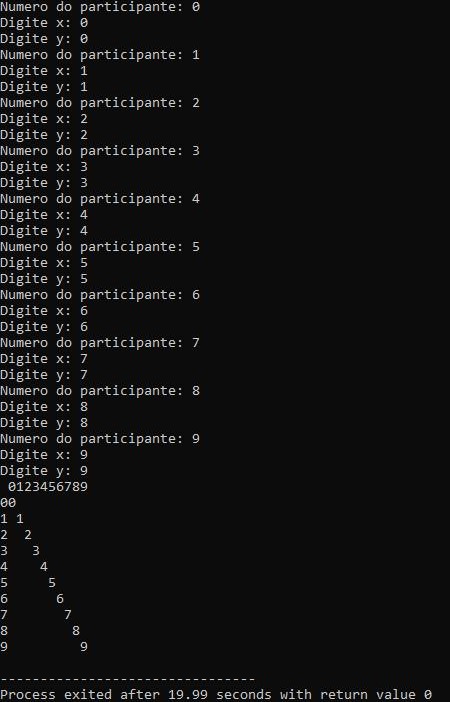 Numero do participante: 0
Digite x: 0
Digite y: 0
Numero do participante: 1
Digite x: 1
Digite y: 1
Numero do participante: 2
Digite x: 2
Digite y: 2
Numero do participante: 3
Digite x: 3
Digite y: 3
Numero do participante: 4
Digite x: 4
Digite y: 4
Numero do participante: 5
Digite x: 5
Digite y: 5
Numero do participante: 6
Digite x: 6
Digite y: 6
Numero do participante: 7
Digite x: 7
Digite y: 7
Numero do participante: 8
Digite x: 8
Digite y: 8
Numero do participante: 9
Digite x: 9
Digite y: 9
 0123456789
00
1 1
2  2
3   3
4    4
5     5
6      6
7       7
8        8
9         9

--------------------------------
Process exited after 19.99 seconds with return value 0